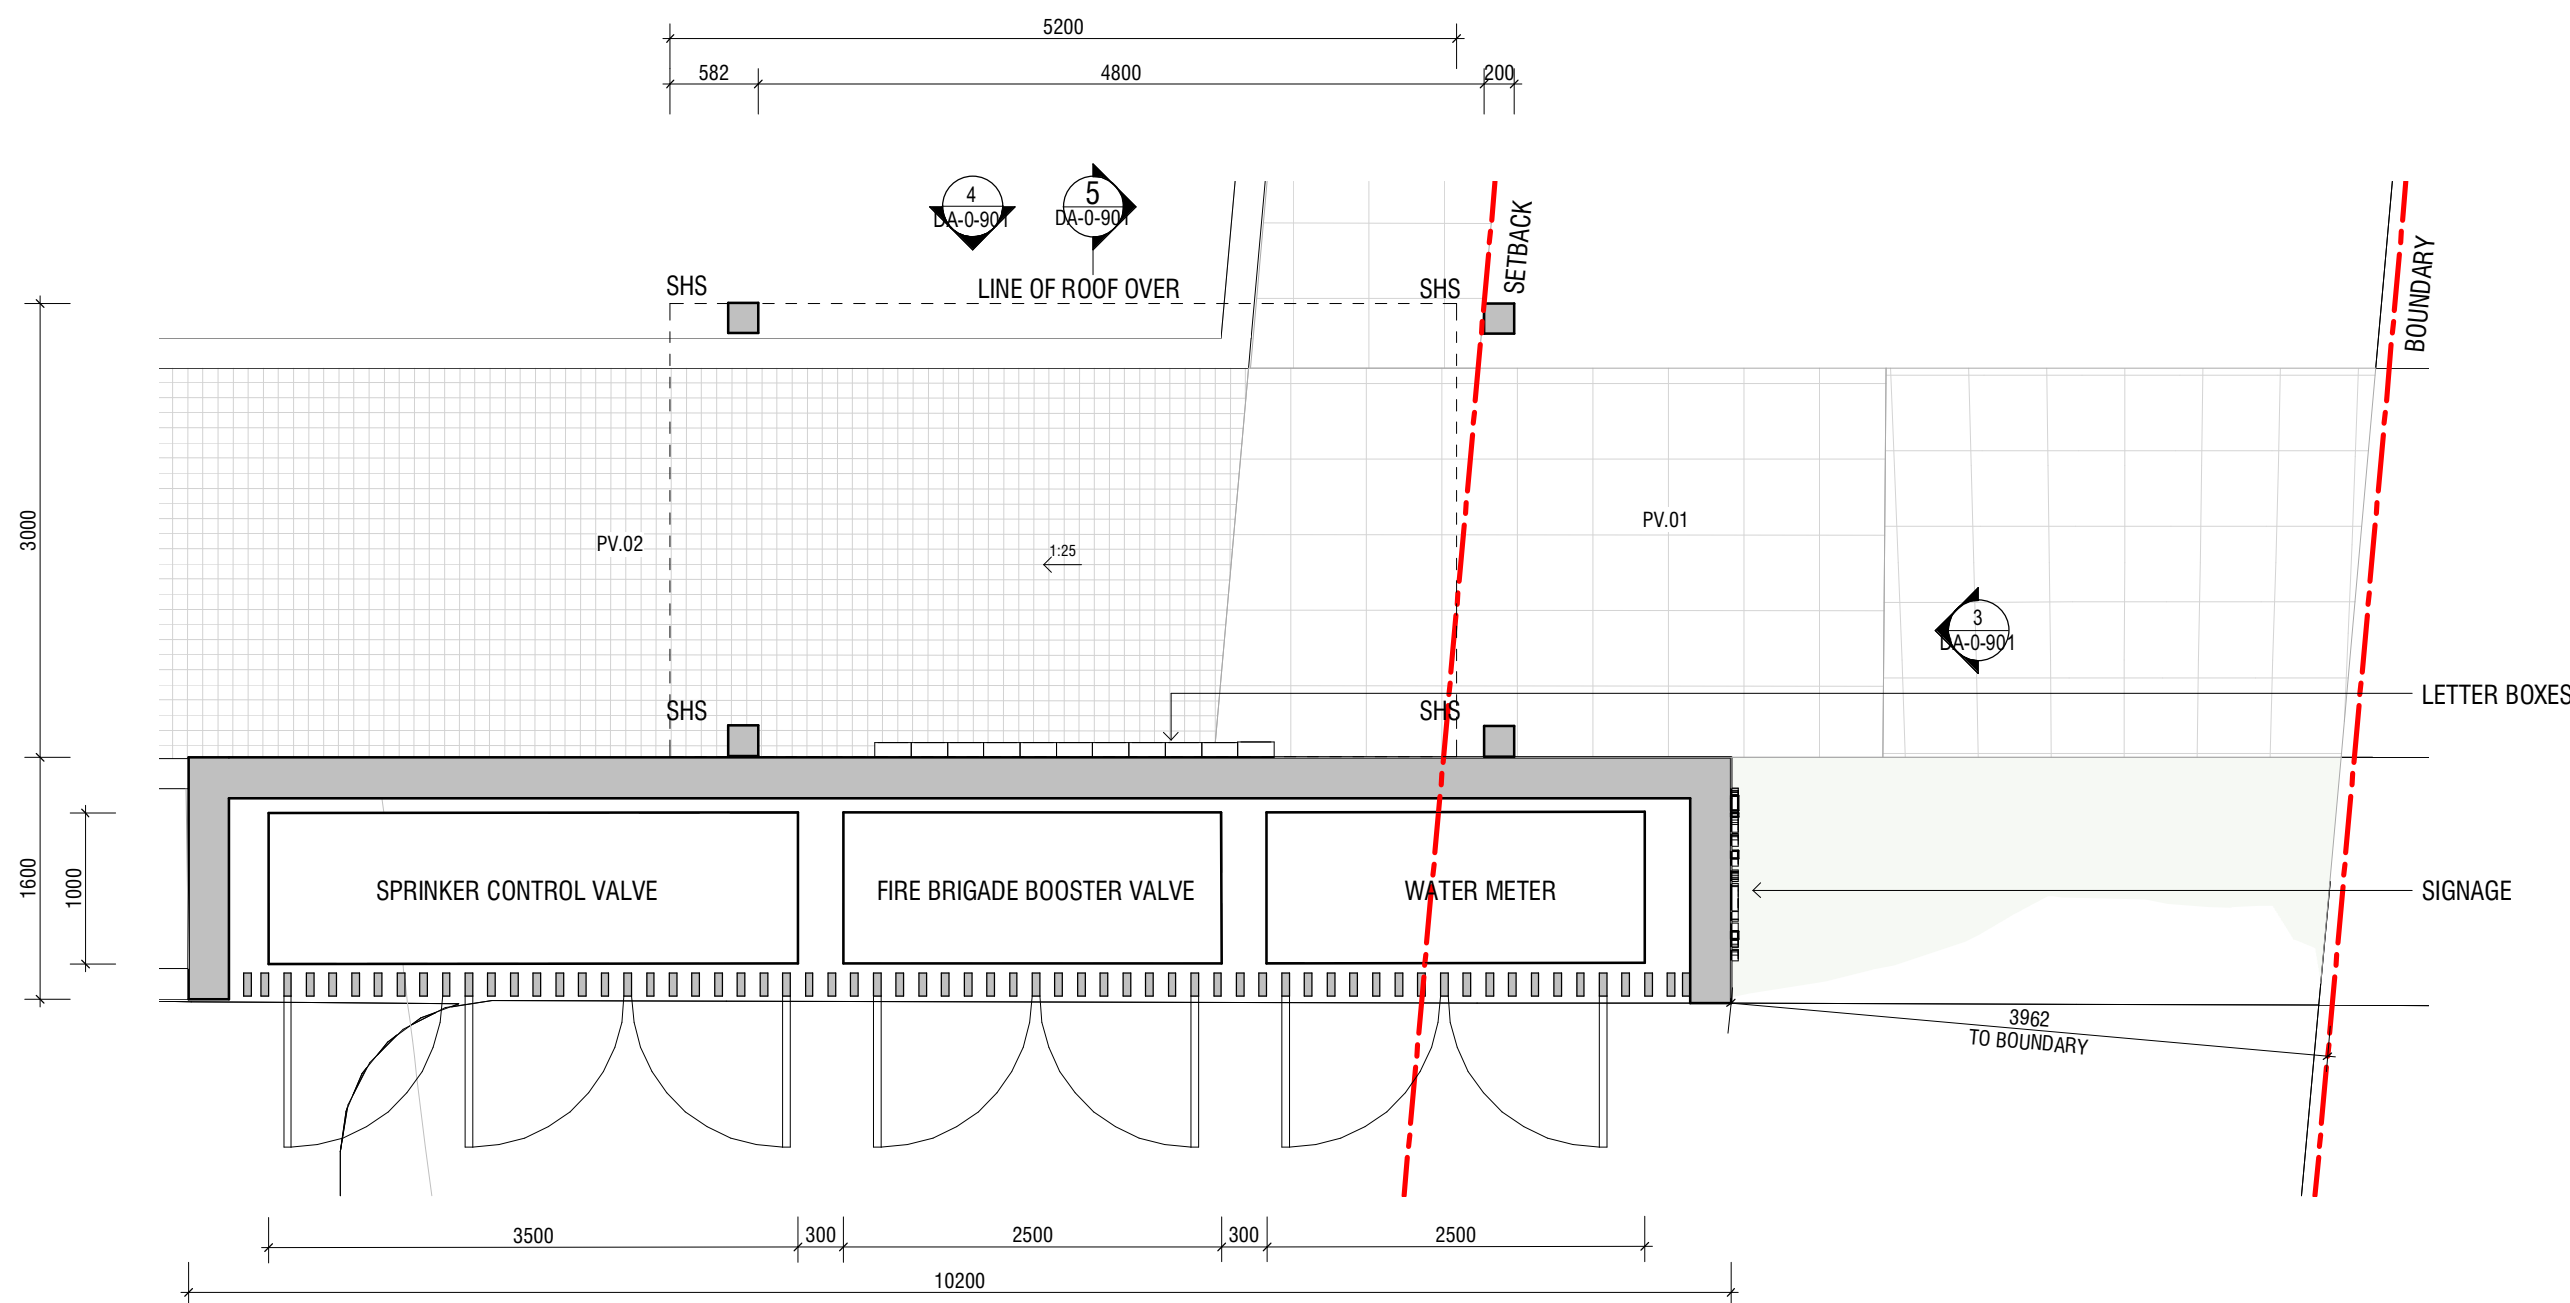 5200
582
4800
200
4
DA-0-901
5
DA-0-901
SETBACK
BOUNDARY
SHS
LINE OF ROOF OVER
SHS
3000
PV.02
1:25
PV.01
3
DA-0-901
SHS
SHS
LETTER BOXES
1600
1000
SPRINKER CONTROL VALVE
FIRE BRIGADE BOOSTER VALVE
WATER METER
SIGNAGE
3962
TO BOUNDARY
3500
300
2500
300
2500
10200